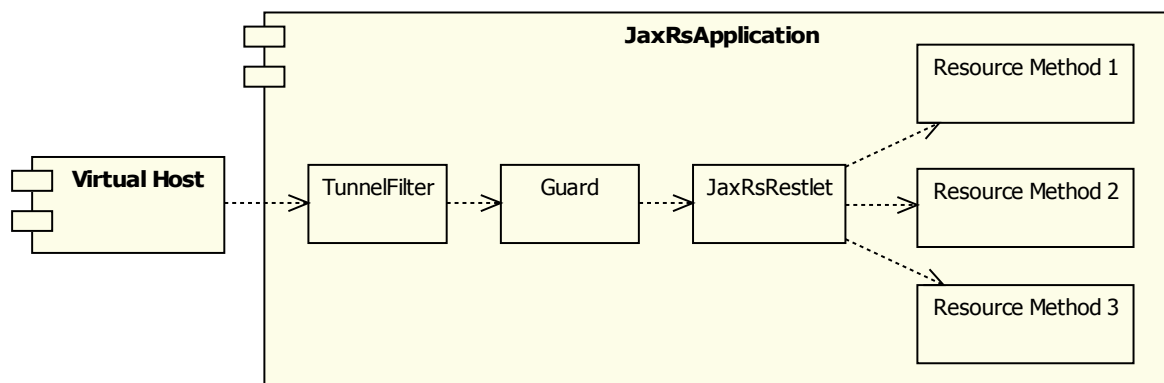 JaxRsApplication
Resource Method 1
Virtual Host
TunnelFilter
Guard
JaxRsRestlet
Resource Method 2
Resource Method 3